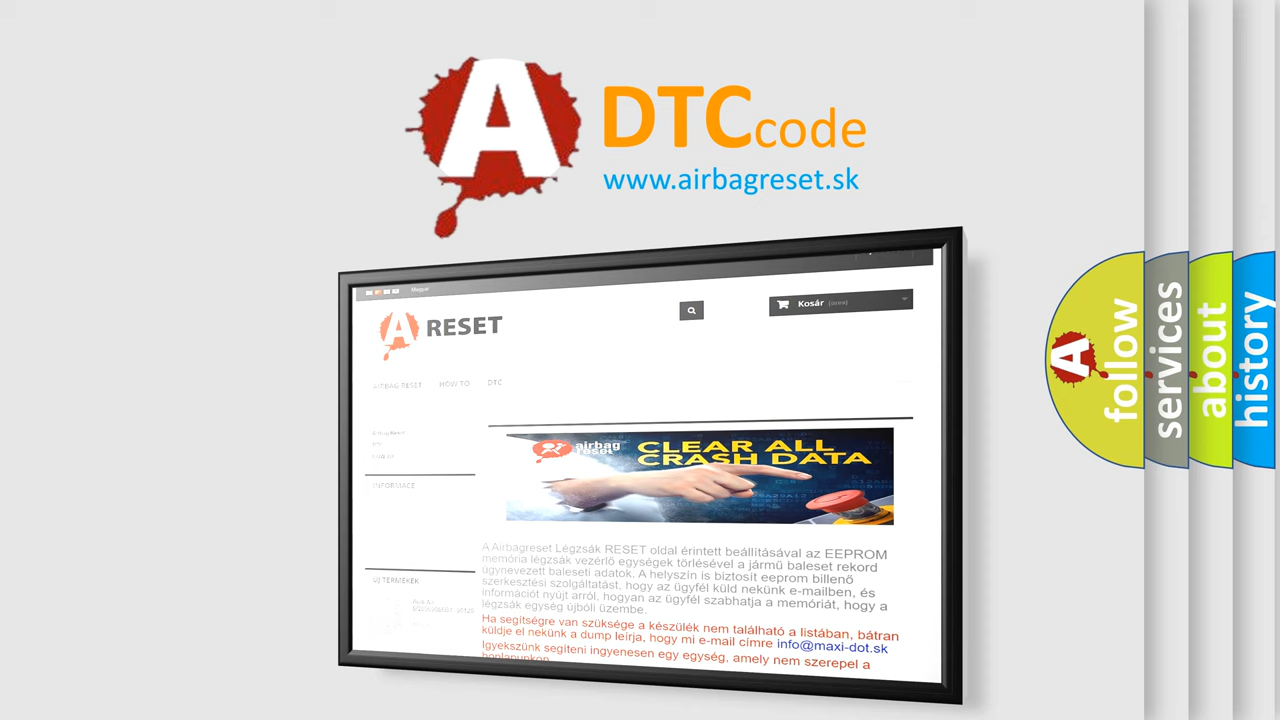 A
DTC code
www.airbagreset.sk
Magyar
Kosár (üres)
A RESET
AIRBAG RESET HOW TO DTC
INFORMACE
airbag
reset
CLEAR ALL
CRASH DATA
A Airbagreset Légzsák RESET oldal érintett beállításával az EEPROM
memória légzsák vezérlő egységek törlésével a jármű baleset rekord
úgynevezett baleseti adatok. A helyszín is biztosít eeprom billenő
szerkesztési szolgáltatást, hogy az ügyfél küld nekünk e-mailben, és
információt nyújt arról, hogyan az ügyfél szabhatja a memóriát, hogy a
légzsák egység újbóli üzembe.
Ha segítségre van szüksége a készülék nem található a listában, bátran
küldje el nekünk a dump leírja, hogy mi e-mail címre info@maxi-dot.sk
Igyekszünk segíteni ingyenesen egy egység, amely nem szerepel a
honlapunkon
ÚJ TERMÉKEK
A
follow
services
about
history